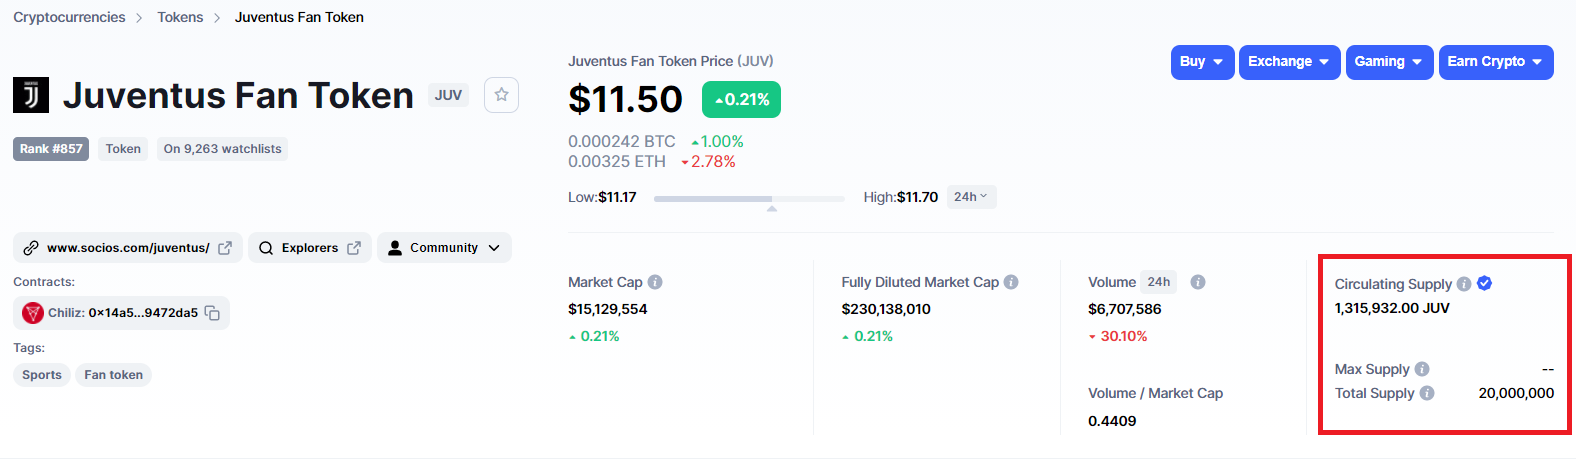 Cryptocurrencies > Tokens > Juventus Fan Token
Juventus Fan Token JUV
Rank #857 Token On 9,263 watchlists
www.socios.com/juventus/ Explorers Community
Contracts:
Chiliz: 0x14a5...9472da5
Tags:
Sports Fan token
Juventus Fan Token Price (JUV)
$11.50 0.21%
0.000242 BTC 1.00%
0.00325 ETH 2.78%
Low:$11.17 High:$11.70 24h
Buy Exchange Gaming Earn Crypto
Market Cap
$15,129,554
0.21%
Fully Diluted Market Cap
$230,138,010
0.21%
Volume 24h
$6,707,586
30.10%
Volume / Market Cap
0.4409
Circulating Supply
1,315,932.00 JUV
Max Supply --
Total Supply 20,000,000